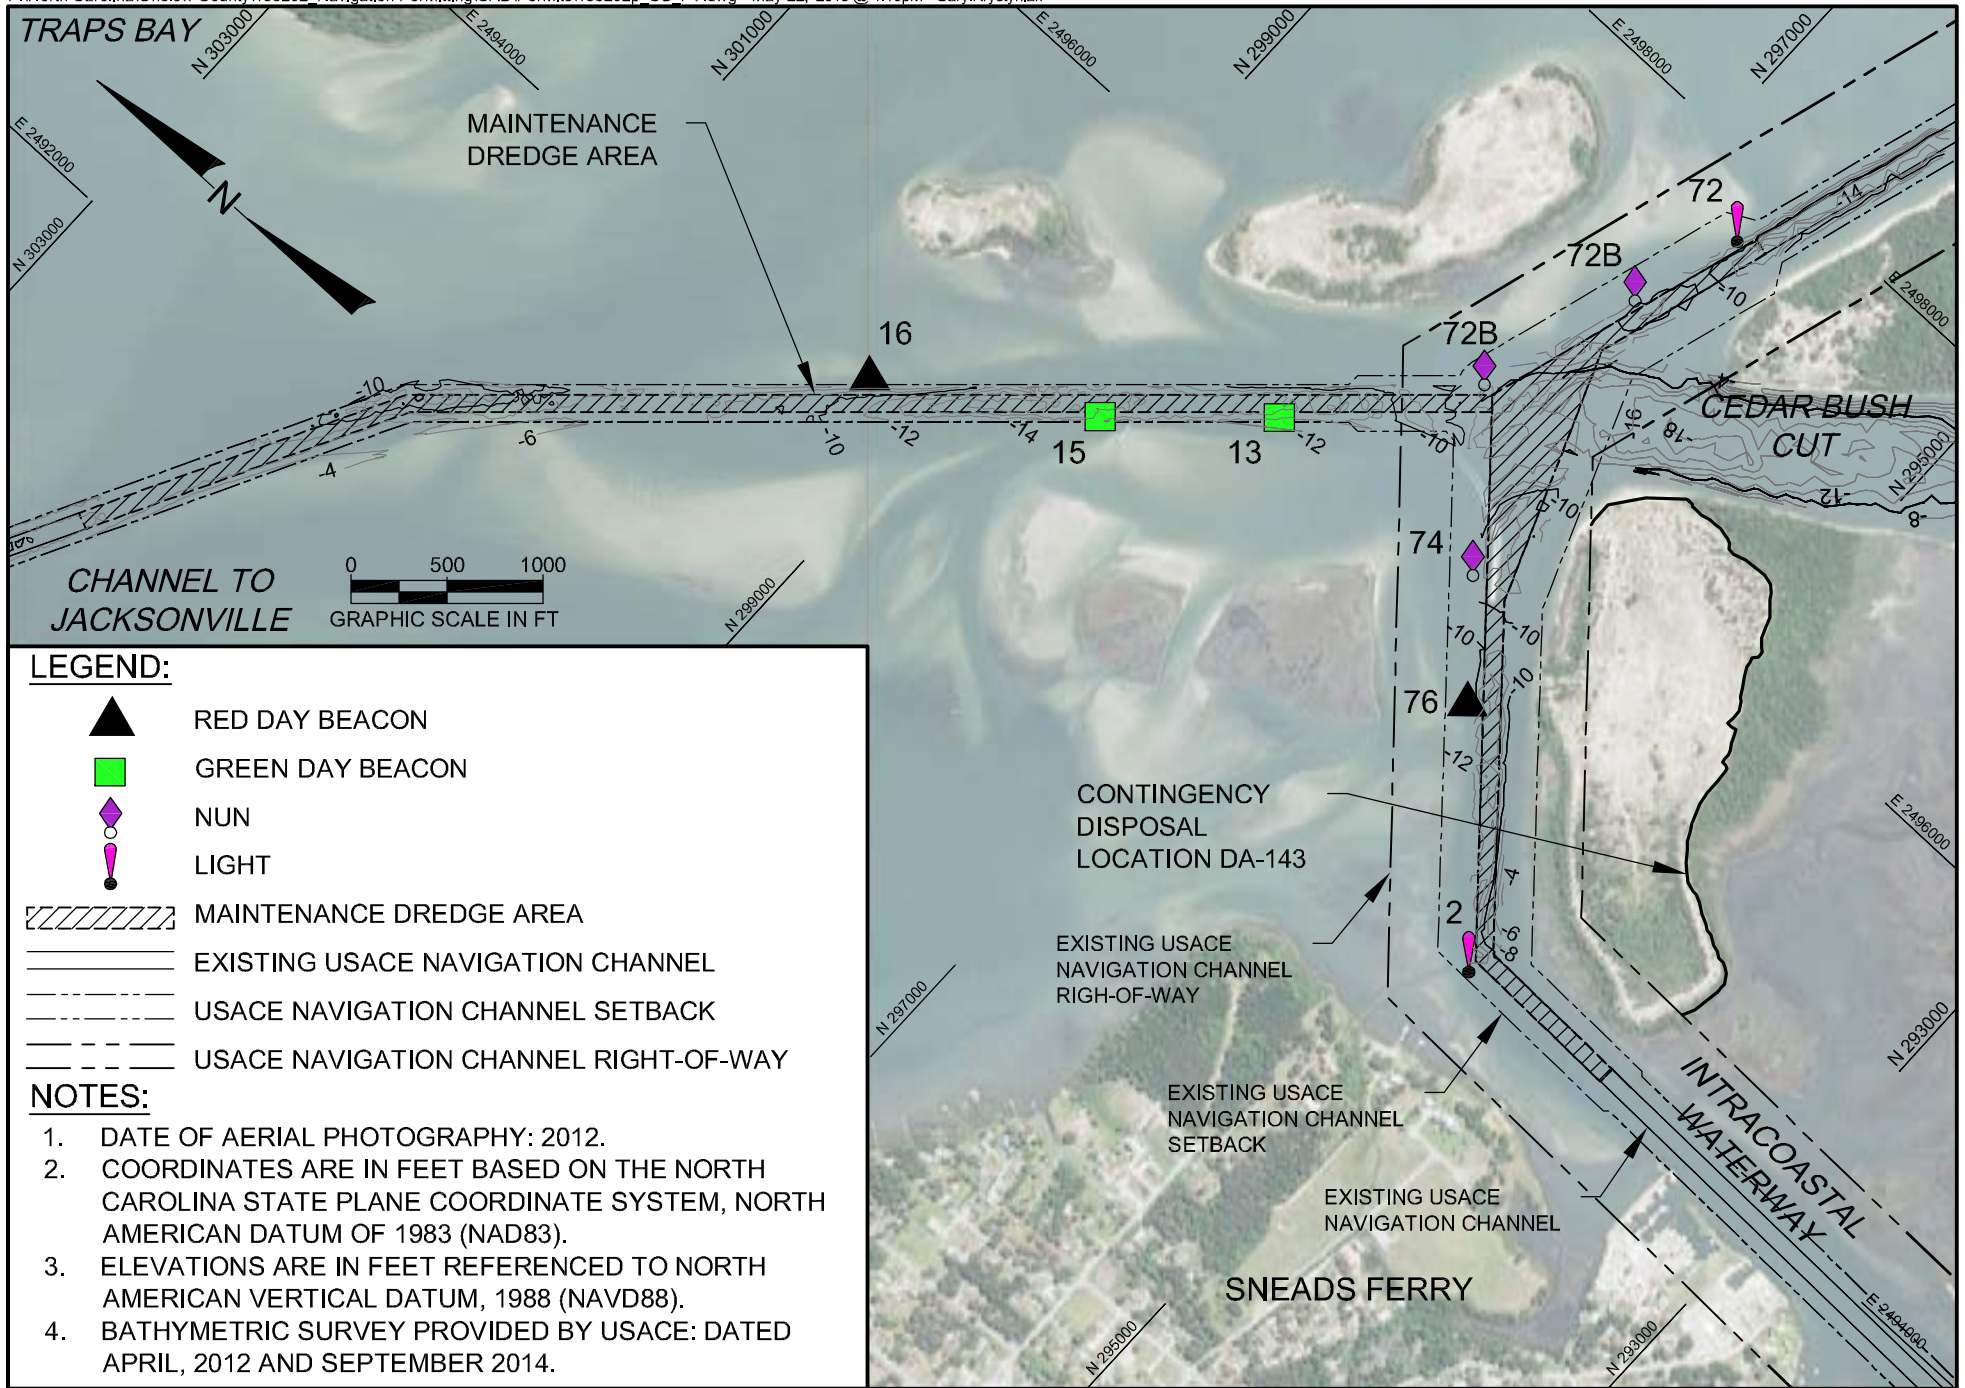 TRAPS BAY
N 303000
E 2494000
N 301000
E 2496000
N 299000
E 2498000
N 297000
E 2492000
N 303000
N
MAINTENANCE
DREDGE AREA
16
15
13
72
72B
72B
74
76
2
-10
-6
-4
-10
-12
-14
-12
-10
-14
-10
-16
-18
-12
-8
-10
-10
-10
-10
-12
-4
-6
-8
E 2498000
CEDAR BUSH
CUT
N 295000
CHANNEL TO
JACKSONVILLE
0 500 1000
GRAPHIC SCALE IN FT
N 299000
CONTINGENCY
DISPOSAL
LOCATION DA-143
E 2496000
EXISTING USACE
NAVIGATION CHANNEL
RIGH-OF-WAY
N 297000
N 293000
EXISTING USACE
NAVIGATION CHANNEL
SETBACK
INTRACOASTAL
WATERWAY
EXISTING USACE
NAVIGATION CHANNEL
SNEADS FERRY
N 295000
N 293000
E 2494000
LEGEND:
RED DAY BEACON
GREEN DAY BEACON
NUN
LIGHT
MAINTENANCE DREDGE AREA
EXISTING USACE NAVIGATION CHANNEL
USACE NAVIGATION CHANNEL SETBACK
USACE NAVIGATION CHANNEL RIGHT-OF-WAY
NOTES:
1. DATE OF AERIAL PHOTOGRAPHY: 2012.
2. COORDINATES ARE IN FEET BASED ON THE NORTH
CAROLINA STATE PLANE COORDINATE SYSTEM, NORTH
AMERICAN DATUM OF 1983 (NAD83).
3. ELEVATIONS ARE IN FEET REFERENCED TO NORTH
AMERICAN VERTICAL DATUM, 1988 (NAVD88).
4. BATHYMETRIC SURVEY PROVIDED BY USACE: DATED
APRIL, 2012 AND SEPTEMBER 2014.